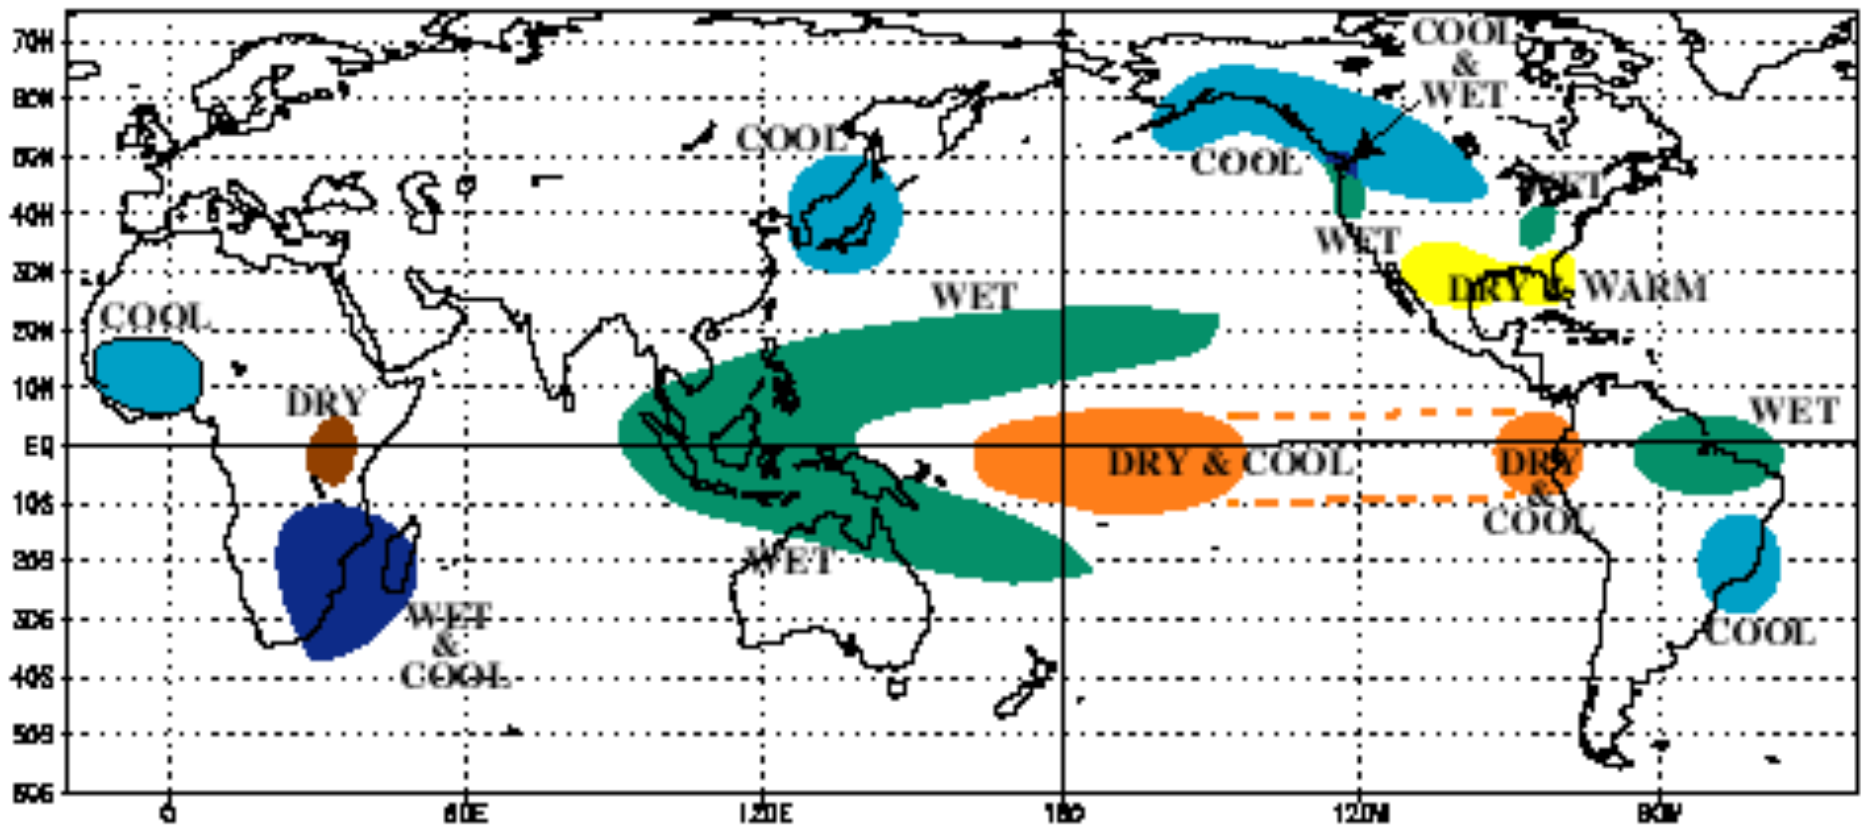 COOL
&
WET
70N
60N
COOL
50N
COOL
WET
40N
WET
30N
DRY & WARM
WET
COOL
20N
10N
DRY
WET
EQ
DRY & COOL
DRY
&
COOL
10S
WET
20S
30S
WET
&
COOL
COOL
40S
50S
60S
0
60E
120E
180
120W
60W